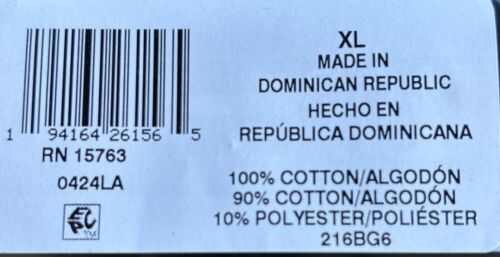 1 94164 26156 5
RN 15763
0424LA
XL
MADE IN
DOMINICAN REPUBLIC
HECHO EN
REPÚBLICA DOMINICANA
100% COTTON/ALGODÓN
90% COTTON/ALGODÓN
10% POLYESTER/POLIÉSTER
216BG6